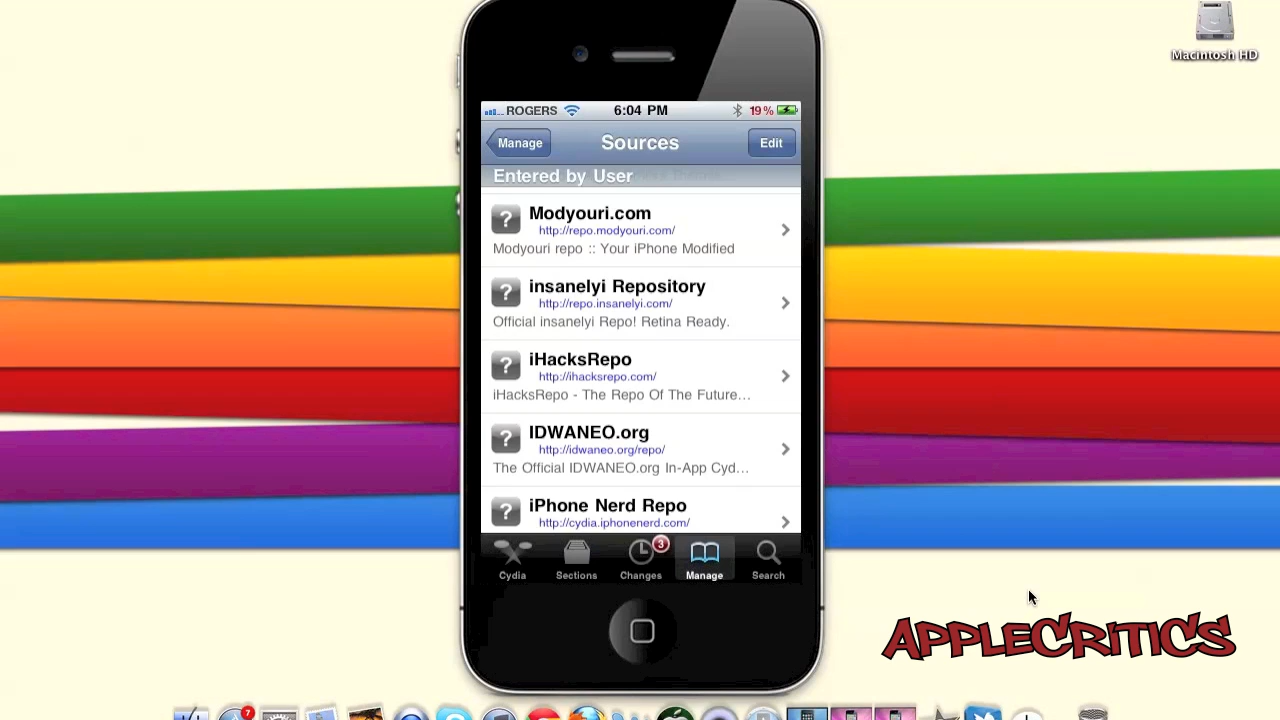 Macintosh HD
ROGERS 6:04 PM 19%
Manage Sources Edit
Entered by User
? Modyouri.com
http://repo.modyouri.com/
Modyouri repo :: Your iPhone Modified
? insanelyi Repository
http://repo.insanelyi.com/
Official insanelyi Repo! Retina Ready.
? iHacksRepo
http://ihacksrepo.com/
iHacksRepo - The Repo Of The Future...
? IDWANEO.org
http://idwaneo.org/repo/
The Official IDWANEO.org In-App Cyd...
? iPhone Nerd Repo
http://cydia.iphonenerd.com/
3
Cydia Sections Changes Manage Search
APPLECRITICS
7